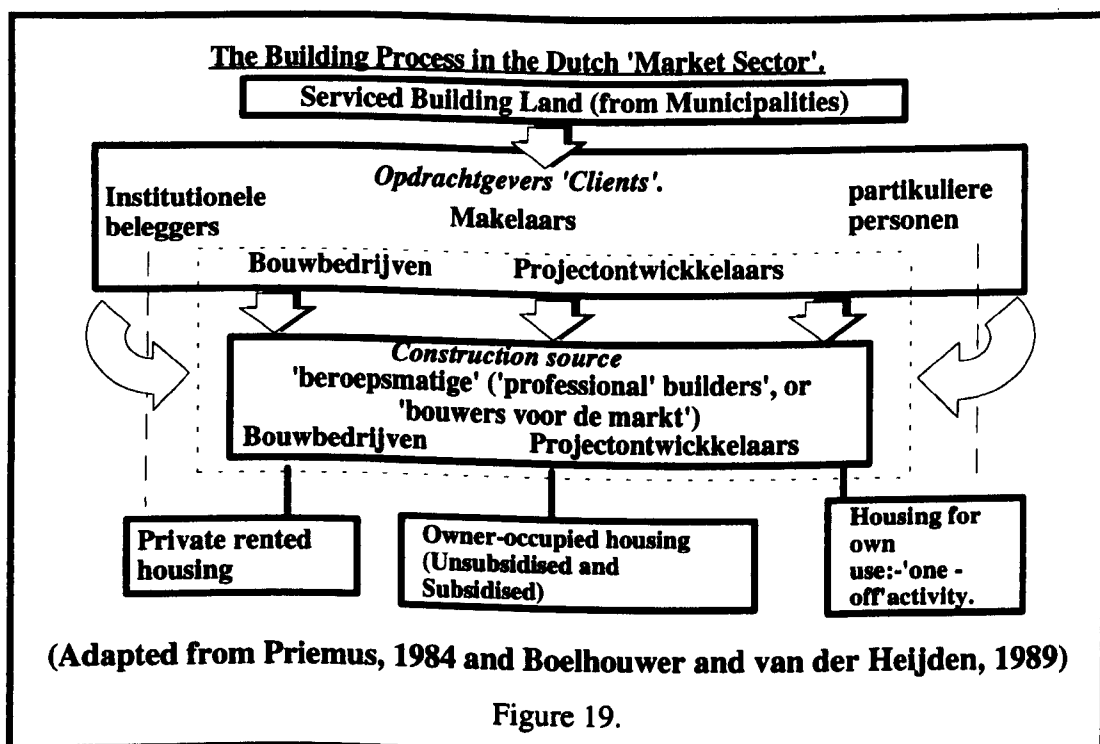 The Building Process in the Dutch 'Market Sector'.
Serviced Building Land (from Municipalities)
Opdrachtgevers 'Clients'.
Institutionele
beleggers
Makelaars
partikuliere
personen
Bouwbedrijven Projectontwickkelaars
Construction source
'beroepsmatige' ('professional' builders', or
'bouwers voor de markt')
Bouwbedrijven Projectontwickkelaars
Private rented
housing
Owner-occupied housing
(Unsubsidised and
Subsidised)
Housing for
own
use:-'one -
off'activity.
(Adapted from Priemus, 1984 and Boelhouwer and van der Heijden, 1989)
Figure 19.